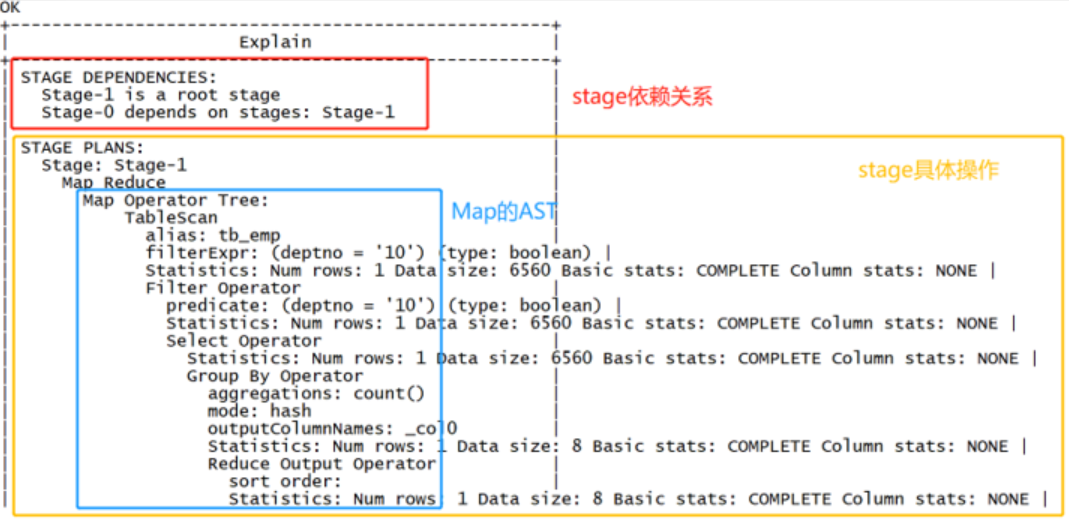 OK
Explain
STAGE DEPENDENCIES:
Stage-1 is a root stage
Stage-0 depends on stages: Stage-1
stage依赖关系
STAGE PLANS:
Stage: Stage-1
stage具体操作
Map Reduce
Map Operator Tree:
Map的AST
TableScan
alias: tb_emp
filterExpr: (deptno = '10') (type: boolean) |
Statistics: Num rows: 1 Data size: 6560 Basic stats: COMPLETE Column stats: NONE |
Filter Operator
predicate: (deptno = '10') (type: boolean) |
Statistics: Num rows: 1 Data size: 6560 Basic stats: COMPLETE Column stats: NONE |
Select Operator
Statistics: Num rows: 1 Data size: 6560 Basic stats: COMPLETE Column stats: NONE |
Group By Operator
aggregations: count()
mode: hash
outputColumnNames: _col0
Statistics: Num rows: 1 Data size: 8 Basic stats: COMPLETE Column stats: NONE |
Reduce Output Operator
sort order:
Statistics: Num rows: 1 Data size: 8 Basic stats: COMPLETE Column stats: NONE |